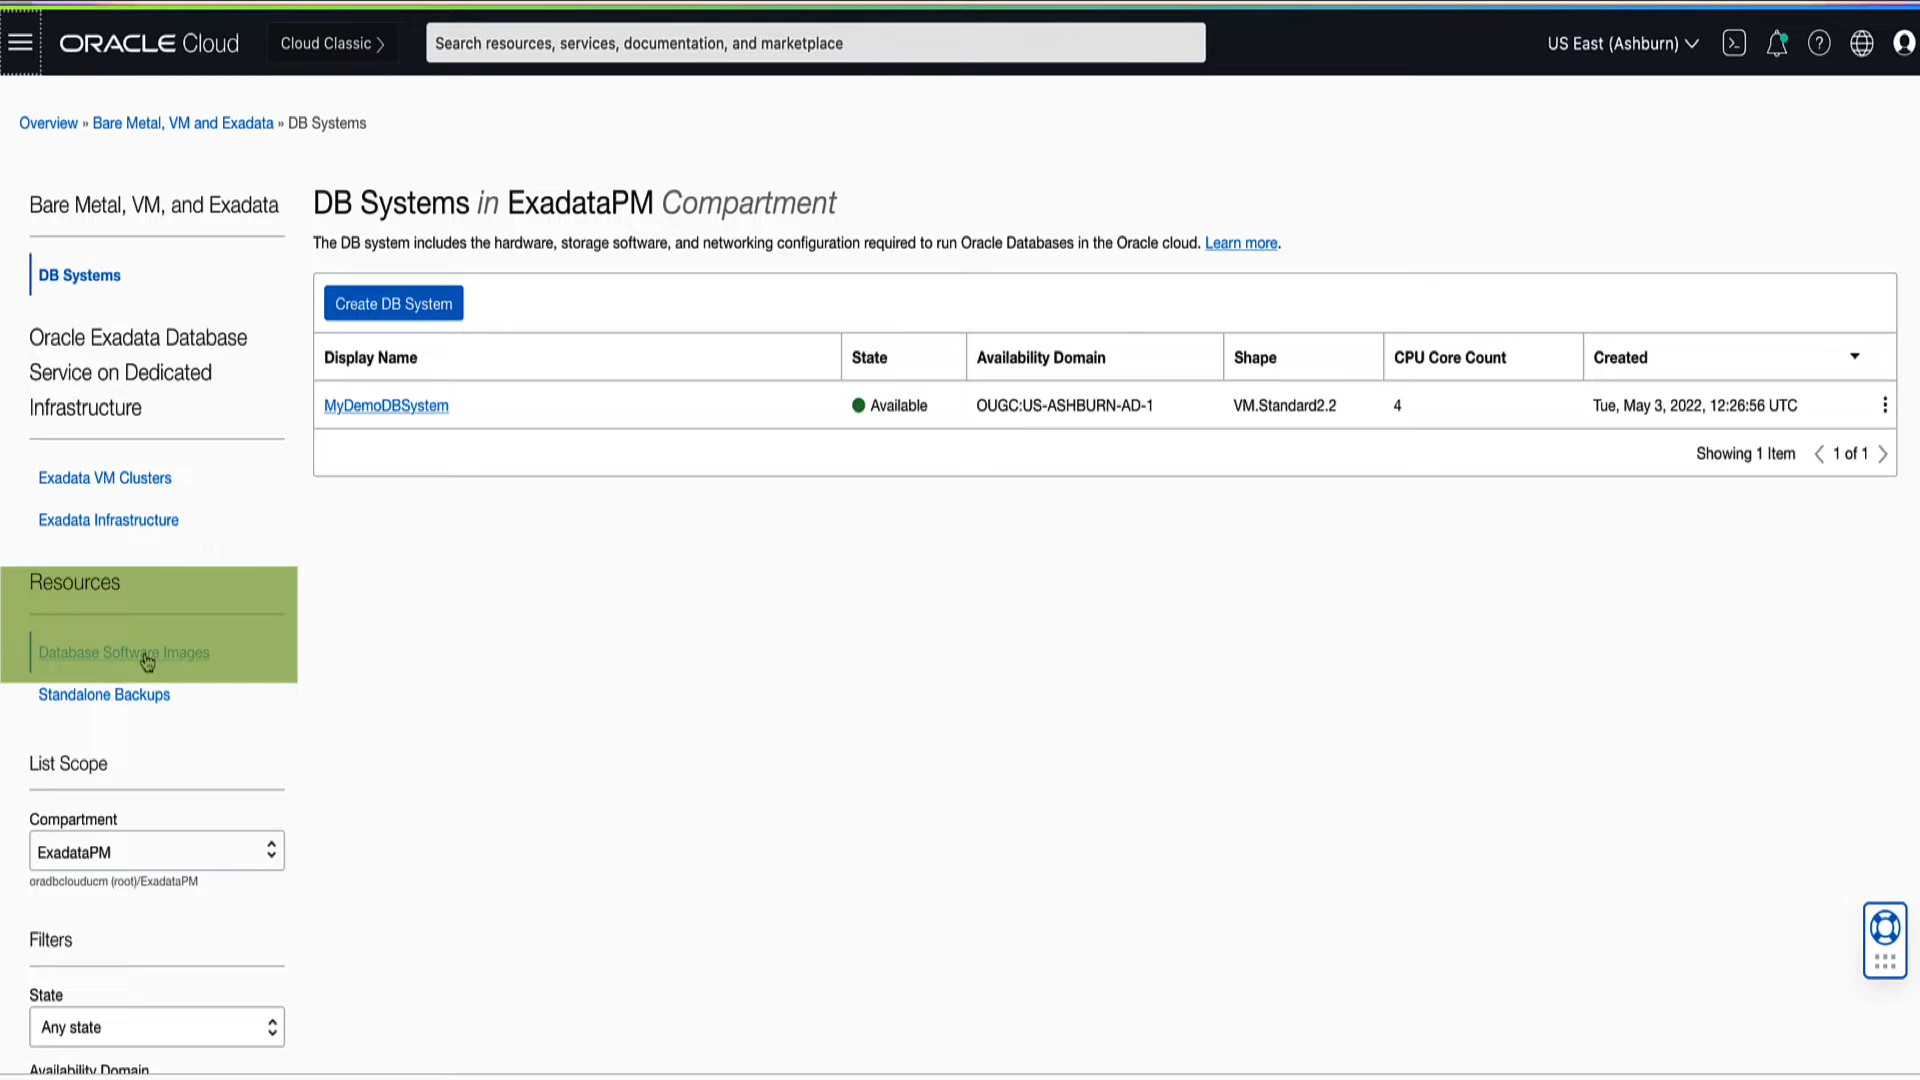 ORACLE Cloud
Cloud Classic
Search resources, services, documentation, and marketplace
US East (Ashburn)
Overview » Bare Metal, VM and Exadata » DB Systems
Bare Metal, VM, and Exadata
DB Systems
Oracle Exadata Database
Service on Dedicated
Infrastructure
Exadata VM Clusters
Exadata Infrastructure
Resources
Database Software Images
Standalone Backups
List Scope
Compartment
ExadataPM
oradbclouducm (root)/ExadataPM
Filters
State
Any state
Availability Domain
DB Systems in ExadataPM Compartment
The DB system includes the hardware, storage software, and networking configuration required to run Oracle Databases in the Oracle cloud. Learn more.
Create DB System
Display Name State Availability Domain Shape CPU Core Count Created
MyDemoDBSystem Available OUGC:US-ASHBURN-AD-1 VM.Standard2.2 4 Tue, May 3, 2022, 12:26:56 UTC
Showing 1 Item 1 of 1